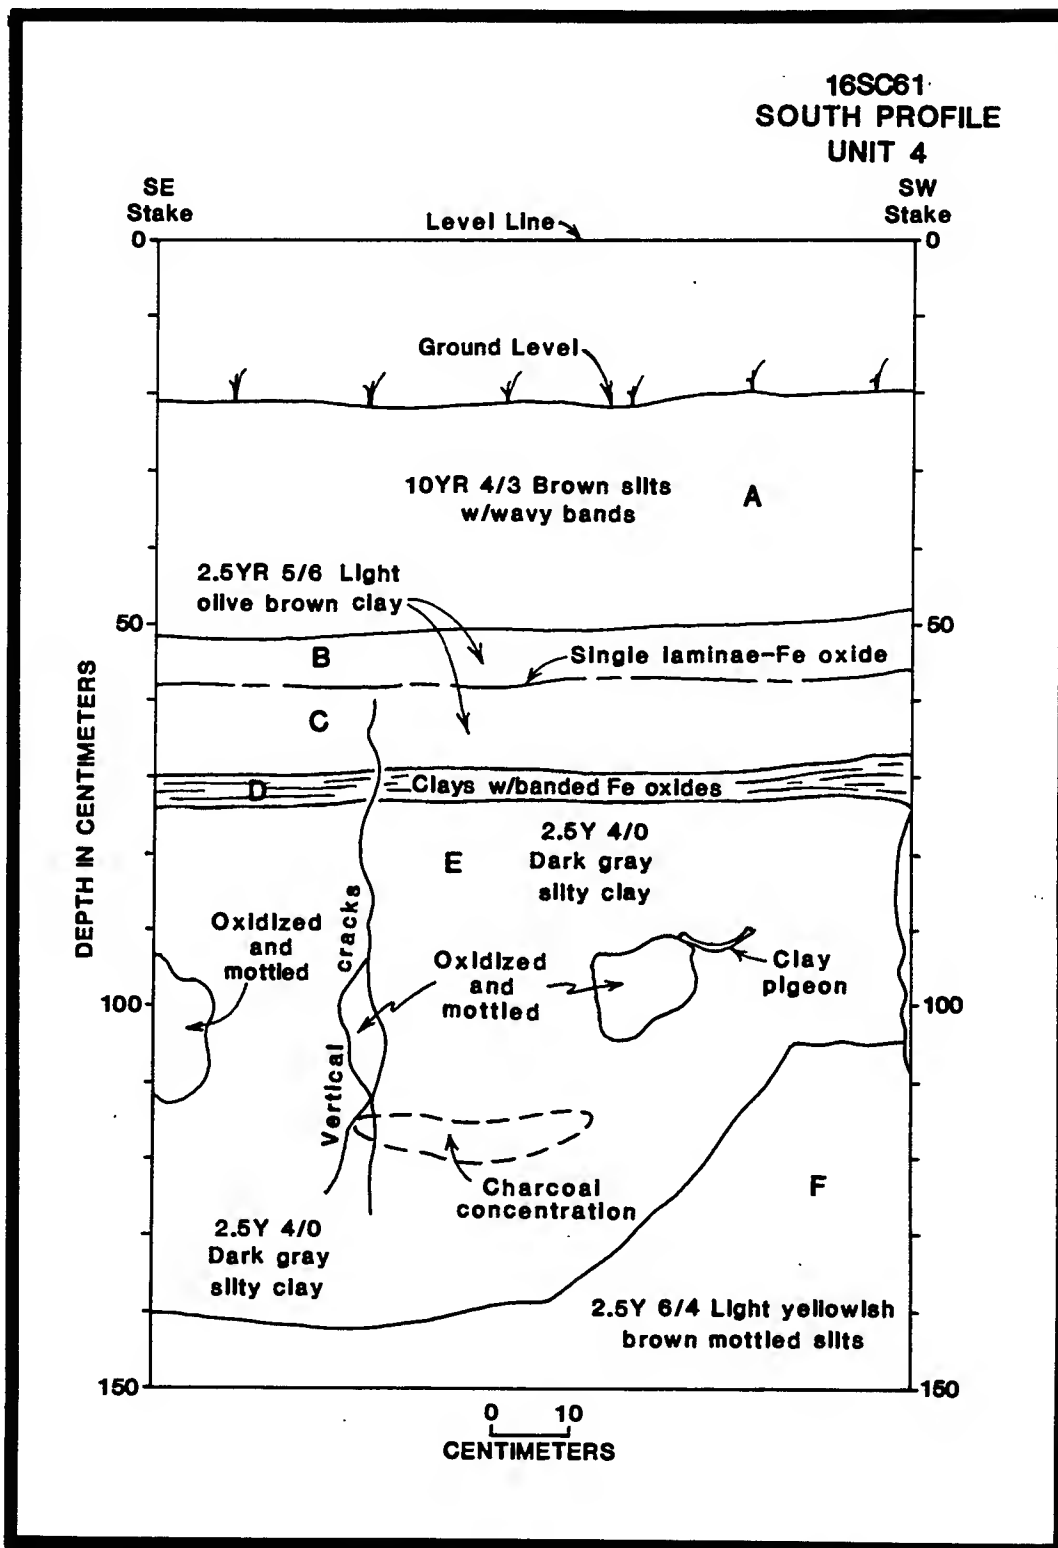 16SC61
SOUTH PROFILE
UNIT 4
SE
Stake
SW
Stake
Level Line
0
0
Ground Level
10YR 4/3 Brown silts
w/wavy bands
A
2.5YR 5/6 Light
olive brown clay
50
50
B
Single laminae-Fe oxide
C
D
Clays w/banded Fe oxides
DEPTH IN CENTIMETERS
2.5Y 4/0
Dark gray
silty clay
E
Vertical cracks
Oxidized
and
mottled
Oxidized
and
mottled
Clay
pigeon
100
100
Charcoal
concentration
F
2.5Y 4/0
Dark gray
silty clay
2.5Y 6/4 Light yellowish
brown mottled silts
150
150
0 10
CENTIMETERS